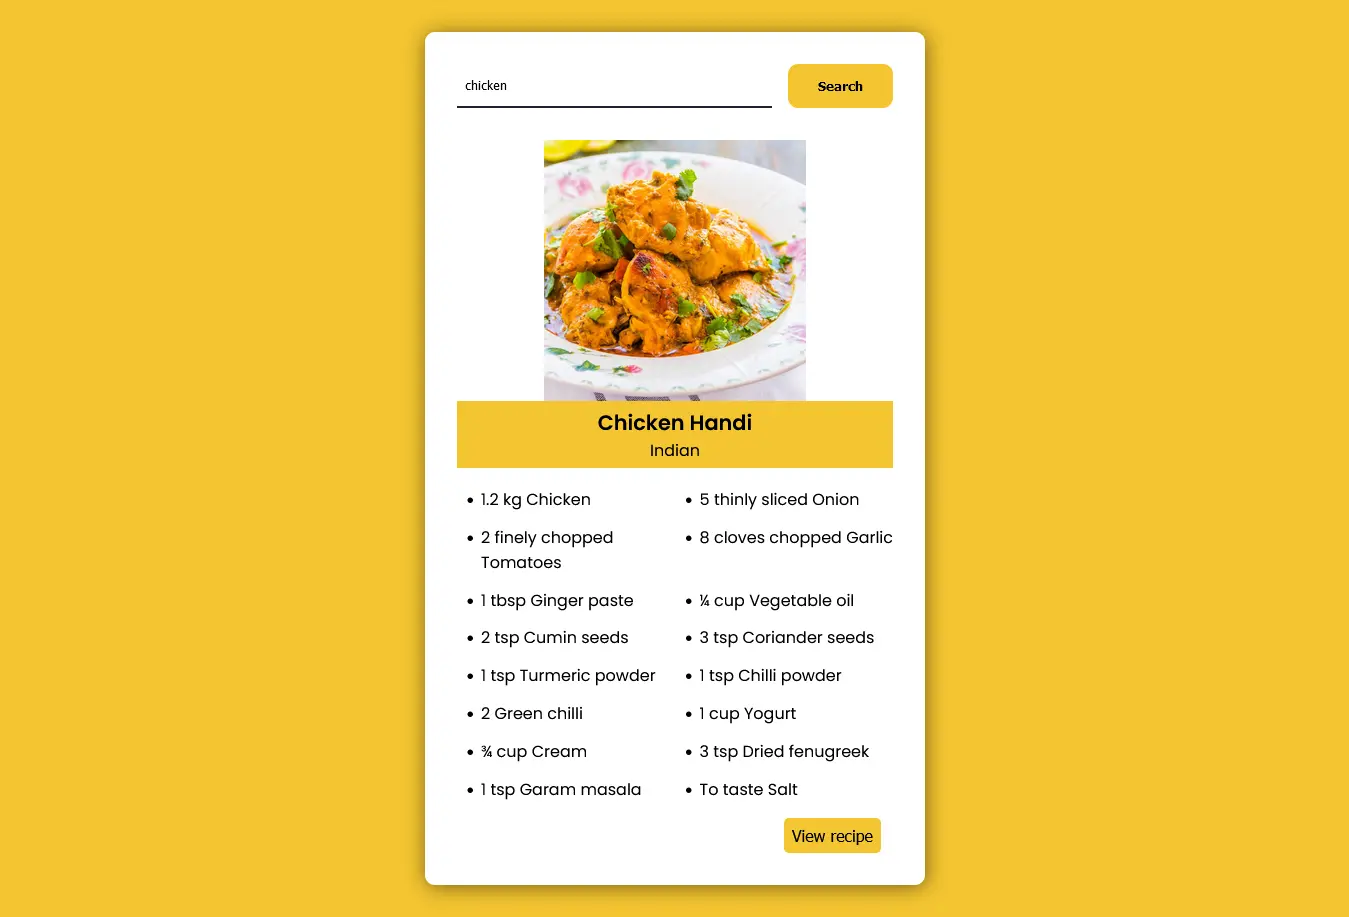 chicken
Search
Chicken Handi
Indian
1.2 kg Chicken
5 thinly sliced Onion
2 finely chopped
Tomatoes
8 cloves chopped Garlic
1 tbsp Ginger paste
¼ cup Vegetable oil
2 tsp Cumin seeds
3 tsp Coriander seeds
1 tsp Turmeric powder
1 tsp Chilli powder
2 Green chilli
1 cup Yogurt
¾ cup Cream
3 tsp Dried fenugreek
1 tsp Garam masala
To taste Salt
View recipe